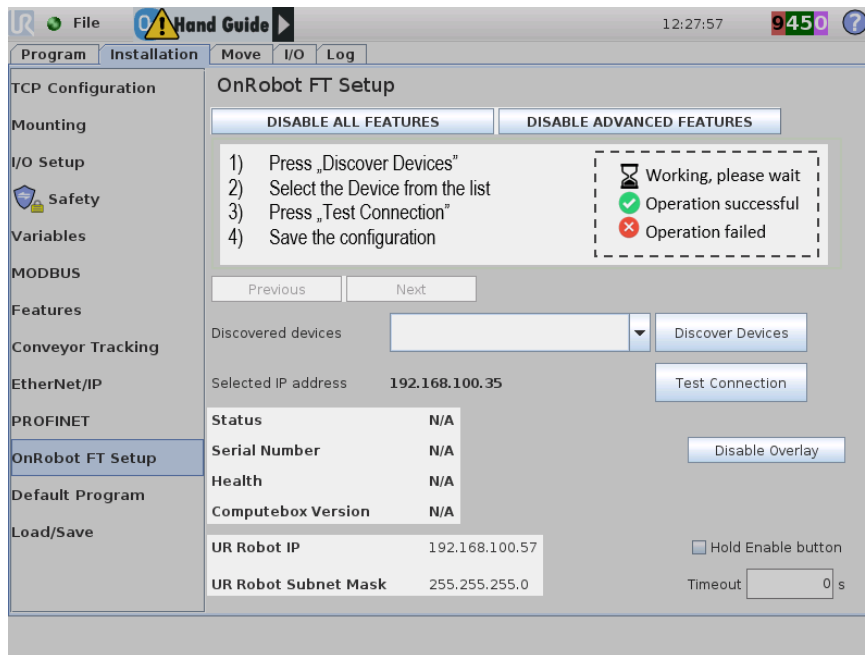 UR File Hand Guide 12:27:57 9450 ?
Program Installation Move I/O Log
TCP Configuration
Mounting
I/O Setup
Safety
Variables
MODBUS
Features
Conveyor Tracking
EtherNet/IP
PROFINET
OnRobot FT Setup
Default Program
Load/Save
OnRobot FT Setup
DISABLE ALL FEATURES DISABLE ADVANCED FEATURES
1) Press „Discover Devices”
2) Select the Device from the list
3) Press „Test Connection”
4) Save the configuration
Working, please wait
Operation successful
Operation failed
Previous Next
Discovered devices Discover Devices
Selected IP address 192.168.100.35 Test Connection
Status N/A
Serial Number N/A
Health N/A
Computebox Version N/A
Disable Overlay
UR Robot IP 192.168.100.57
UR Robot Subnet Mask 255.255.255.0
Hold Enable button
Timeout 0 s